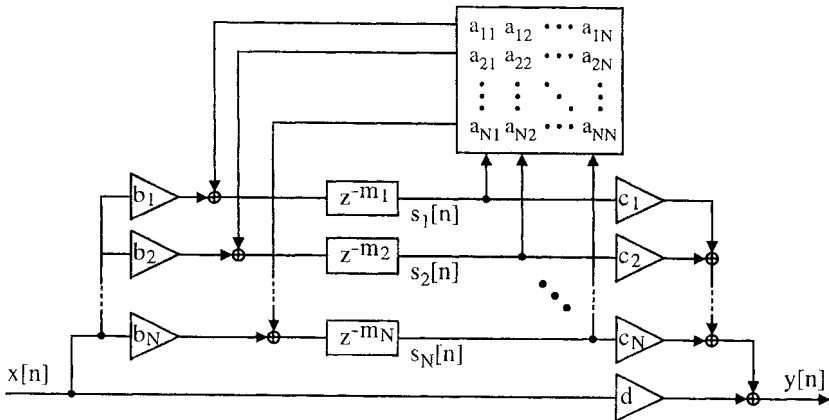 a11 a12 ••• a1N
a21 a22 ••• a2N
aN1 aN2 ••• aNN
b1 z-m1 s1[n] c1
b2 z-m2 s2[n] c2
bN z-mN sN[n] cN
x[n] d y[n]